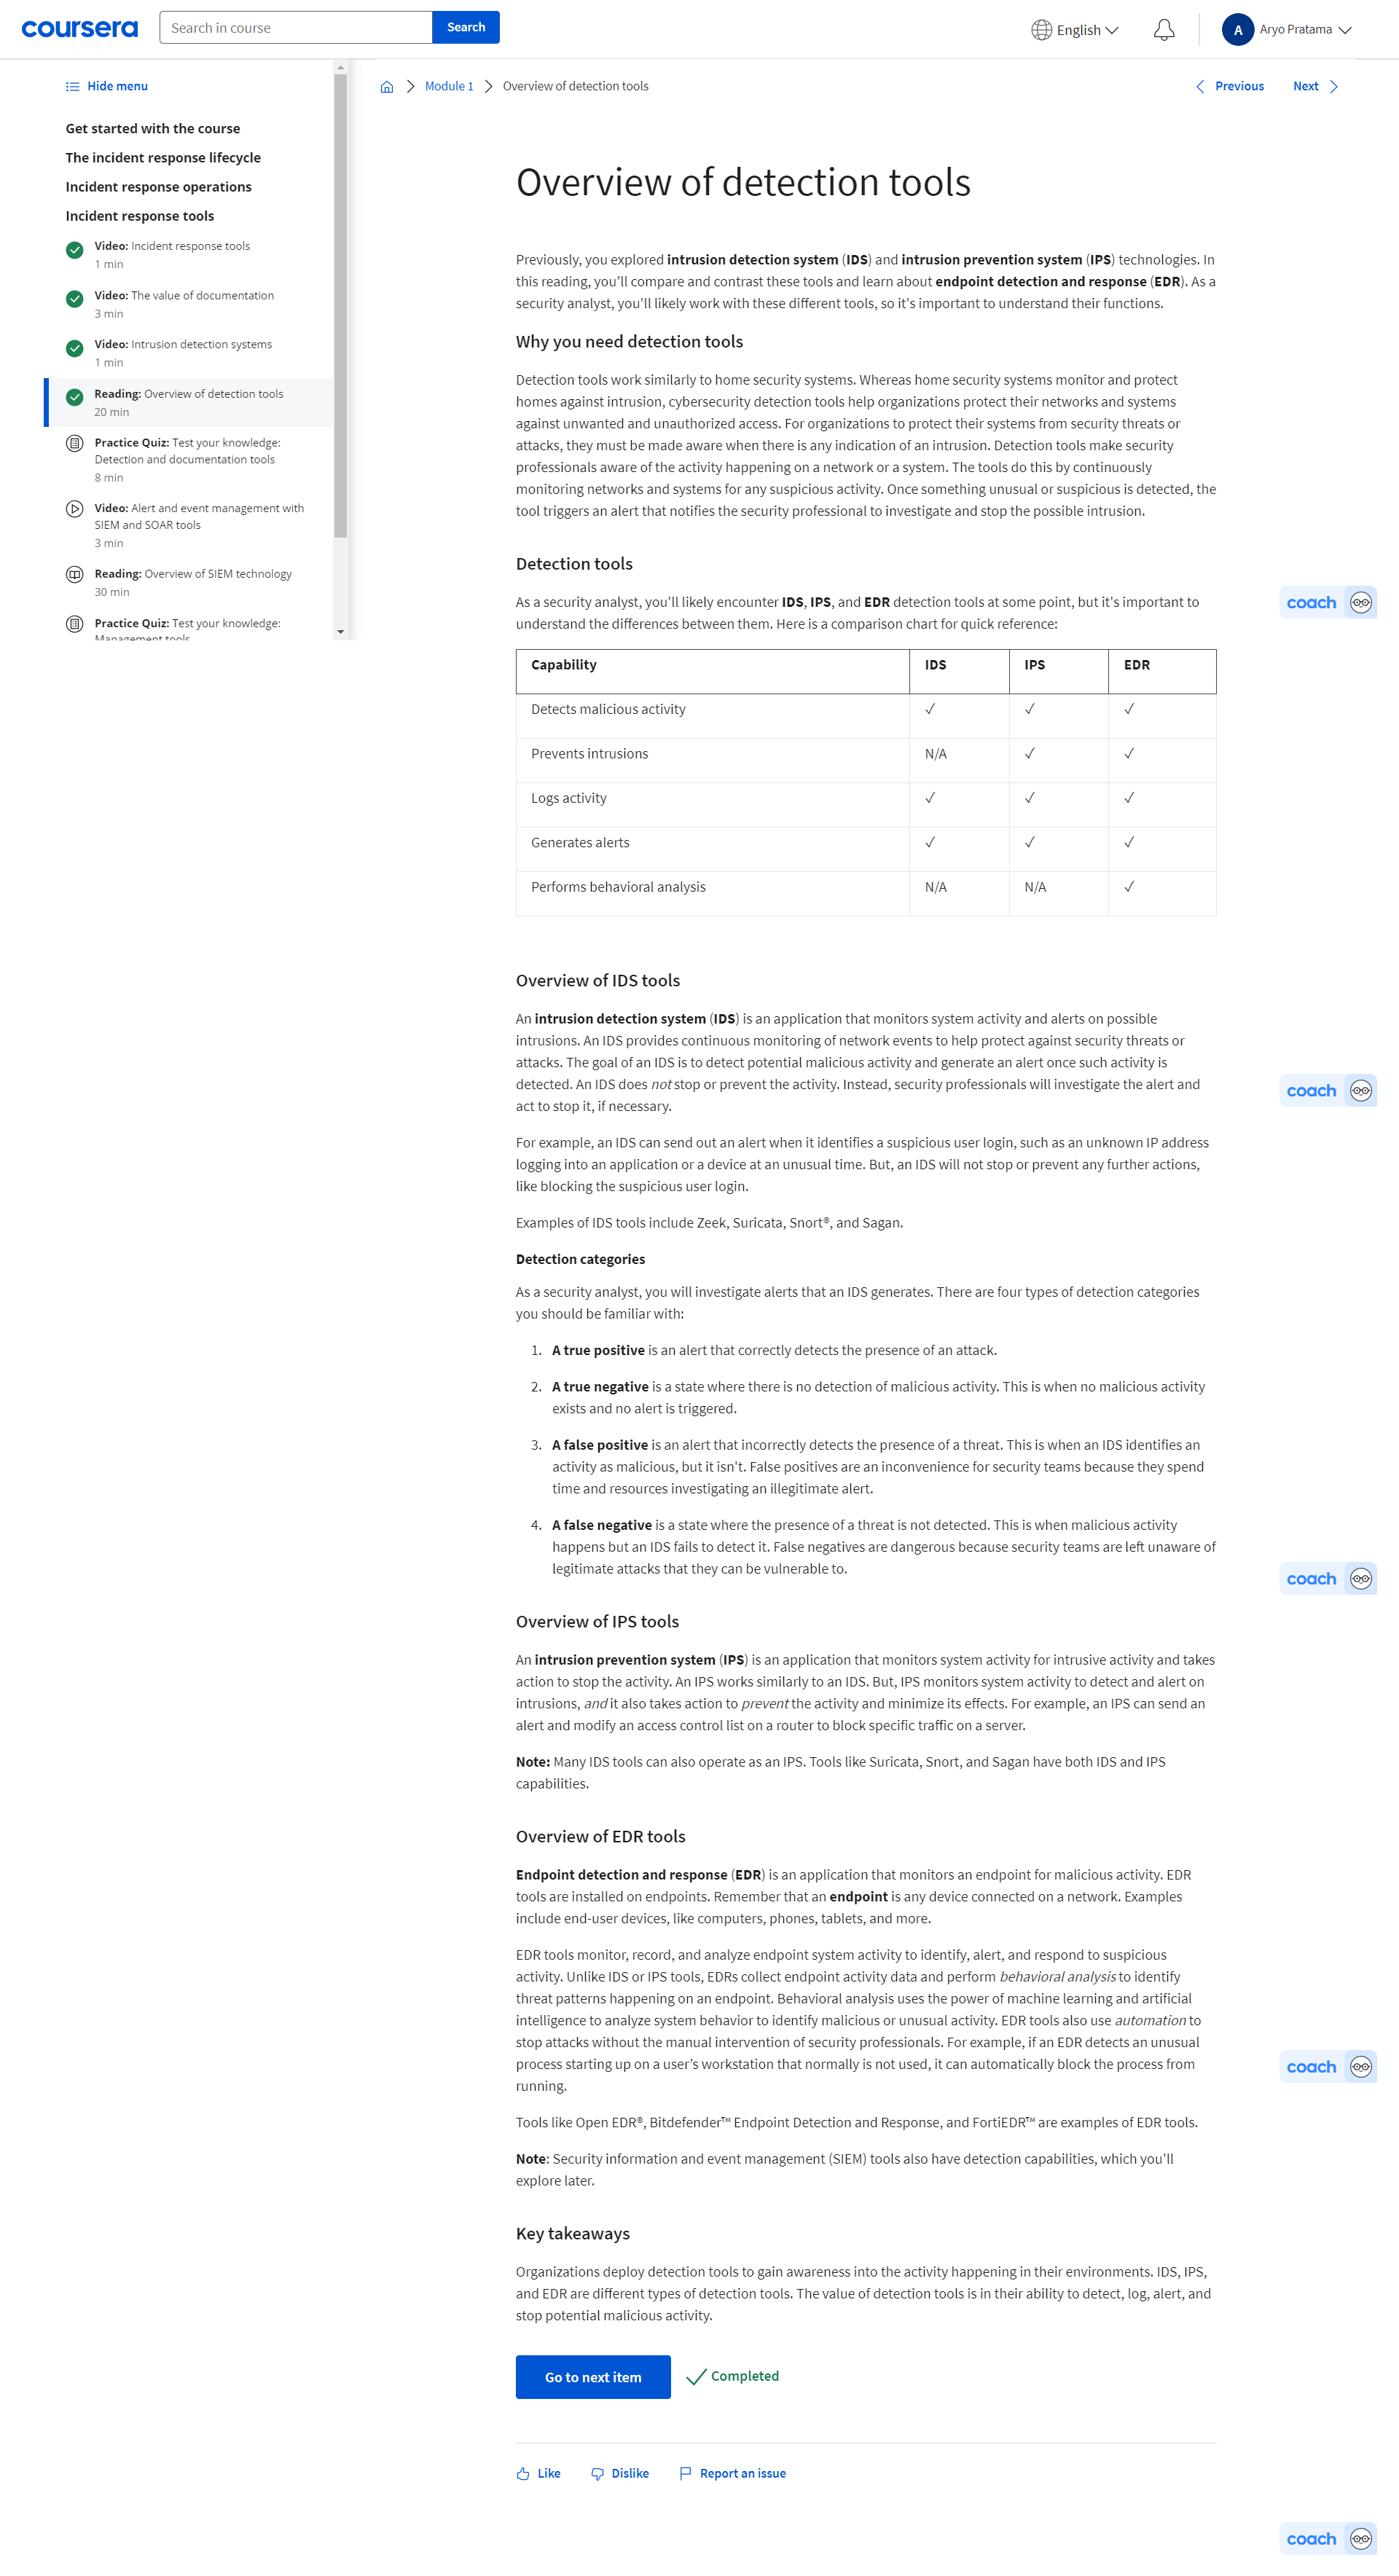 coursera
Search in course
Search
English
A
Aryo Pratama
Hide menu
Get started with the course
The incident response lifecycle
Incident response operations
Incident response tools
Video: Incident response tools
1 min
Video: The value of documentation
3 min
Video: Intrusion detection systems
1 min
Reading: Overview of detection tools
20 min
Practice Quiz: Test your knowledge:
Detection and documentation tools
8 min
Video: Alert and event management with
SIEM and SOAR tools
3 min
Reading: Overview of SIEM technology
30 min
Practice Quiz: Test your knowledge:
Management tools
Module 1
Overview of detection tools
Previous
Next
Overview of detection tools
Previously, you explored intrusion detection system (IDS) and intrusion prevention system (IPS) technologies. In
this reading, you’ll compare and contrast these tools and learn about endpoint detection and response (EDR). As a
security analyst, you'll likely work with these different tools, so it's important to understand their functions.
Why you need detection tools
Detection tools work similarly to home security systems. Whereas home security systems monitor and protect
homes against intrusion, cybersecurity detection tools help organizations protect their networks and systems
against unwanted and unauthorized access. For organizations to protect their systems from security threats or
attacks, they must be made aware when there is any indication of an intrusion. Detection tools make security
professionals aware of the activity happening on a network or a system. The tools do this by continuously
monitoring networks and systems for any suspicious activity. Once something unusual or suspicious is detected, the
tool triggers an alert that notifies the security professional to investigate and stop the possible intrusion.
Detection tools
As a security analyst, you'll likely encounter IDS, IPS, and EDR detection tools at some point, but it's important to
understand the differences between them. Here is a comparison chart for quick reference:
coach
Capability IDS IPS EDR
Detects malicious activity ✓ ✓ ✓
Prevents intrusions N/A ✓ ✓
Logs activity ✓ ✓ ✓
Generates alerts ✓ ✓ ✓
Performs behavioral analysis N/A N/A ✓
Overview of IDS tools
An intrusion detection system (IDS) is an application that monitors system activity and alerts on possible
intrusions. An IDS provides continuous monitoring of network events to help protect against security threats or
attacks. The goal of an IDS is to detect potential malicious activity and generate an alert once such activity is
detected. An IDS does not stop or prevent the activity. Instead, security professionals will investigate the alert and
act to stop it, if necessary.
coach
For example, an IDS can send out an alert when it identifies a suspicious user login, such as an unknown IP address
logging into an application or a device at an unusual time. But, an IDS will not stop or prevent any further actions,
like blocking the suspicious user login.
Examples of IDS tools include Zeek, Suricata, Snort®, and Sagan.
Detection categories
As a security analyst, you will investigate alerts that an IDS generates. There are four types of detection categories
you should be familiar with:
1. A true positive is an alert that correctly detects the presence of an attack.
2. A true negative is a state where there is no detection of malicious activity. This is when no malicious activity
exists and no alert is triggered.
3. A false positive is an alert that incorrectly detects the presence of a threat. This is when an IDS identifies an
activity as malicious, but it isn't. False positives are an inconvenience for security teams because they spend
time and resources investigating an illegitimate alert.
4. A false negative is a state where the presence of a threat is not detected. This is when malicious activity
happens but an IDS fails to detect it. False negatives are dangerous because security teams are left unaware of
legitimate attacks that they can be vulnerable to.
coach
Overview of IPS tools
An intrusion prevention system (IPS) is an application that monitors system activity for intrusive activity and takes
action to stop the activity. An IPS works similarly to an IDS. But, IPS monitors system activity to detect and alert on
intrusions, and it also takes action to prevent the activity and minimize its effects. For example, an IPS can send an
alert and modify an access control list on a router to block specific traffic on a server.
Note: Many IDS tools can also operate as an IPS. Tools like Suricata, Snort, and Sagan have both IDS and IPS
capabilities.
Overview of EDR tools
Endpoint detection and response (EDR) is an application that monitors an endpoint for malicious activity. EDR
tools are installed on endpoints. Remember that an endpoint is any device connected on a network. Examples
include end-user devices, like computers, phones, tablets, and more.
EDR tools monitor, record, and analyze endpoint system activity to identify, alert, and respond to suspicious
activity. Unlike IDS or IPS tools, EDRs collect endpoint activity data and perform behavioral analysis to identify
threat patterns happening on an endpoint. Behavioral analysis uses the power of machine learning and artificial
intelligence to analyze system behavior to identify malicious or unusual activity. EDR tools also use automation to
stop attacks without the manual intervention of security professionals. For example, if an EDR detects an unusual
process starting up on a user’s workstation that normally is not used, it can automatically block the process from
running.
coach
Tools like Open EDR®, Bitdefender™ Endpoint Detection and Response, and FortiEDR™ are examples of EDR tools.
Note: Security information and event management (SIEM) tools also have detection capabilities, which you'll
explore later.
Key takeaways
Organizations deploy detection tools to gain awareness into the activity happening in their environments. IDS, IPS,
and EDR are different types of detection tools. The value of detection tools is in their ability to detect, log, alert, and
stop potential malicious activity.
Go to next item
Completed
Like
Dislike
Report an issue
coach